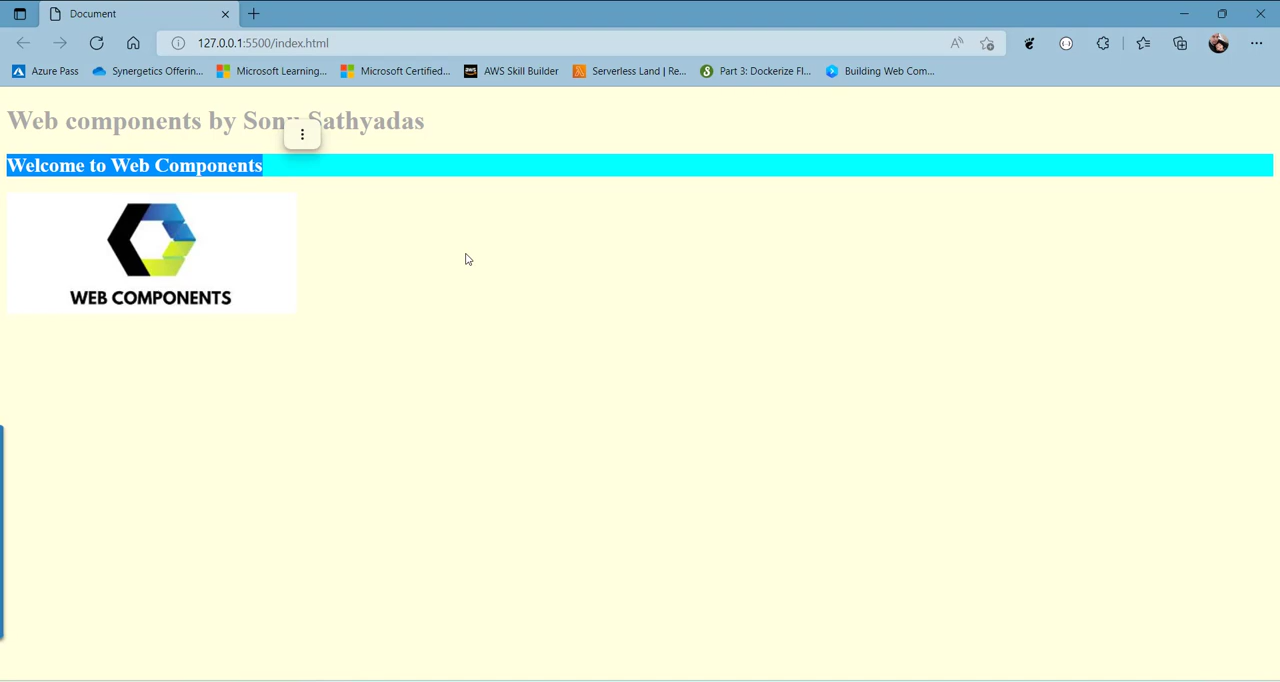 Document
127.0.0.1:5500/index.html
Azure Pass
Synergetics Offerin...
Microsoft Learning...
Microsoft Certified...
aws AWS Skill Builder
Serverless Land | Re...
Part 3: Dockerize Fl...
Building Web Com...
Web components by Sony Sathyadas
Welcome to Web Components
WEB COMPONENTS